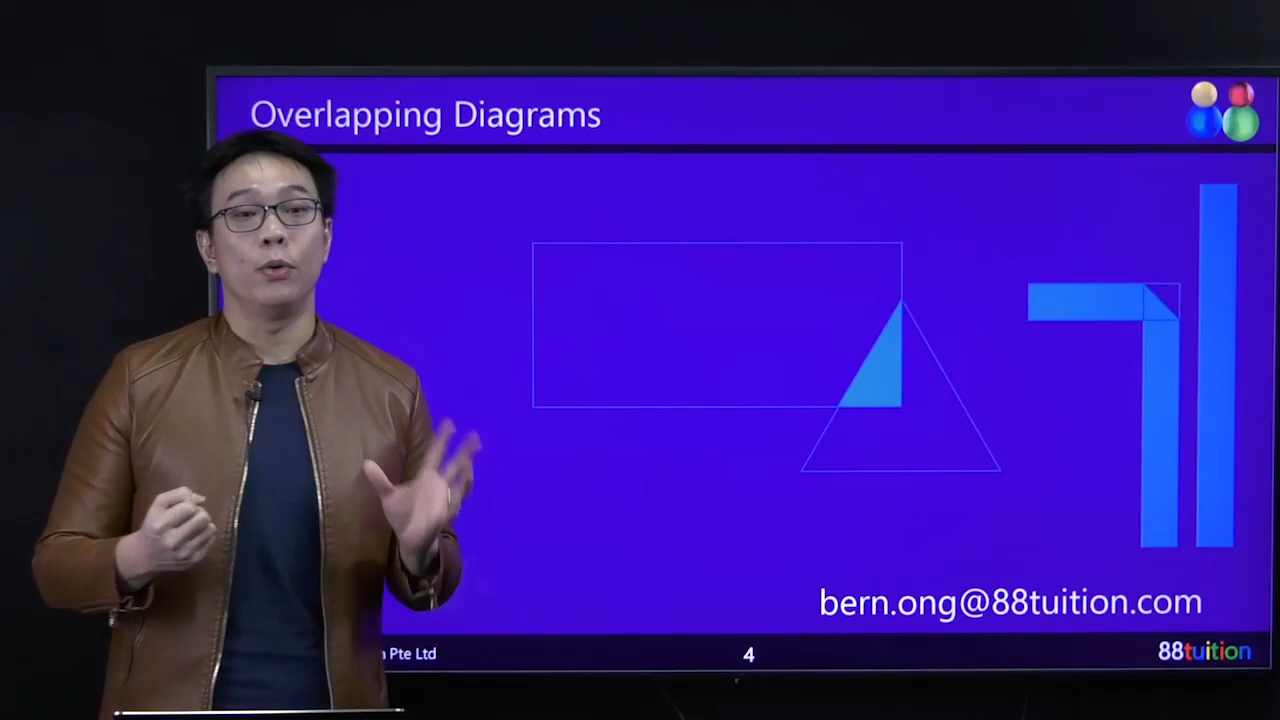 Overlapping Diagrams
bern.ong@88tuition.com
Pte Ltd
4
88tuition